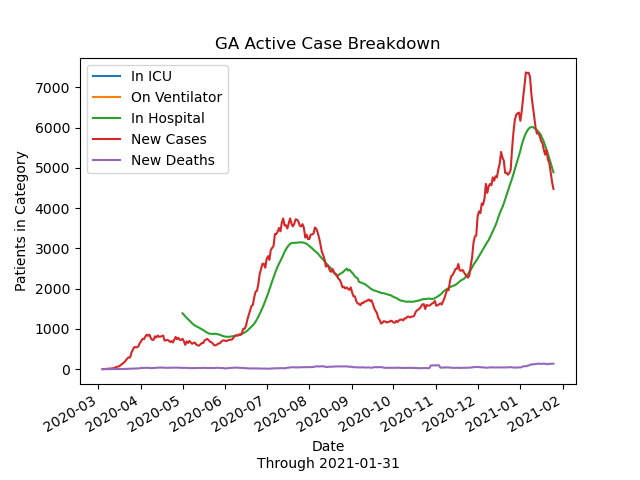 GA Active Case Breakdown
In ICU
On Ventilator
In Hospital
New Cases
New Deaths
Patients in Category
7000
6000
5000
4000
3000
2000
1000
0
2020-03
2020-04
2020-05
2020-06
2020-07
2020-08
2020-09
2020-10
2020-11
2020-12
2021-01
2021-02
Date
Through 2021-01-31